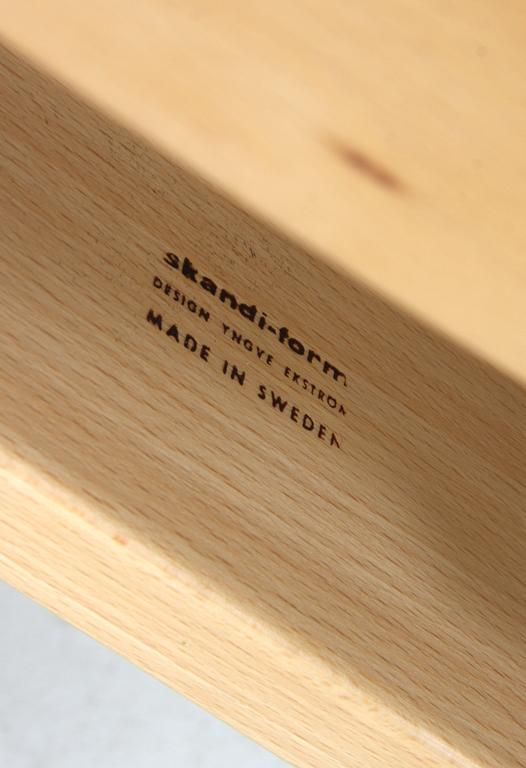 skandi-form
DESIGN YNGVE EKSTRÖM
MADE IN SWEDEN